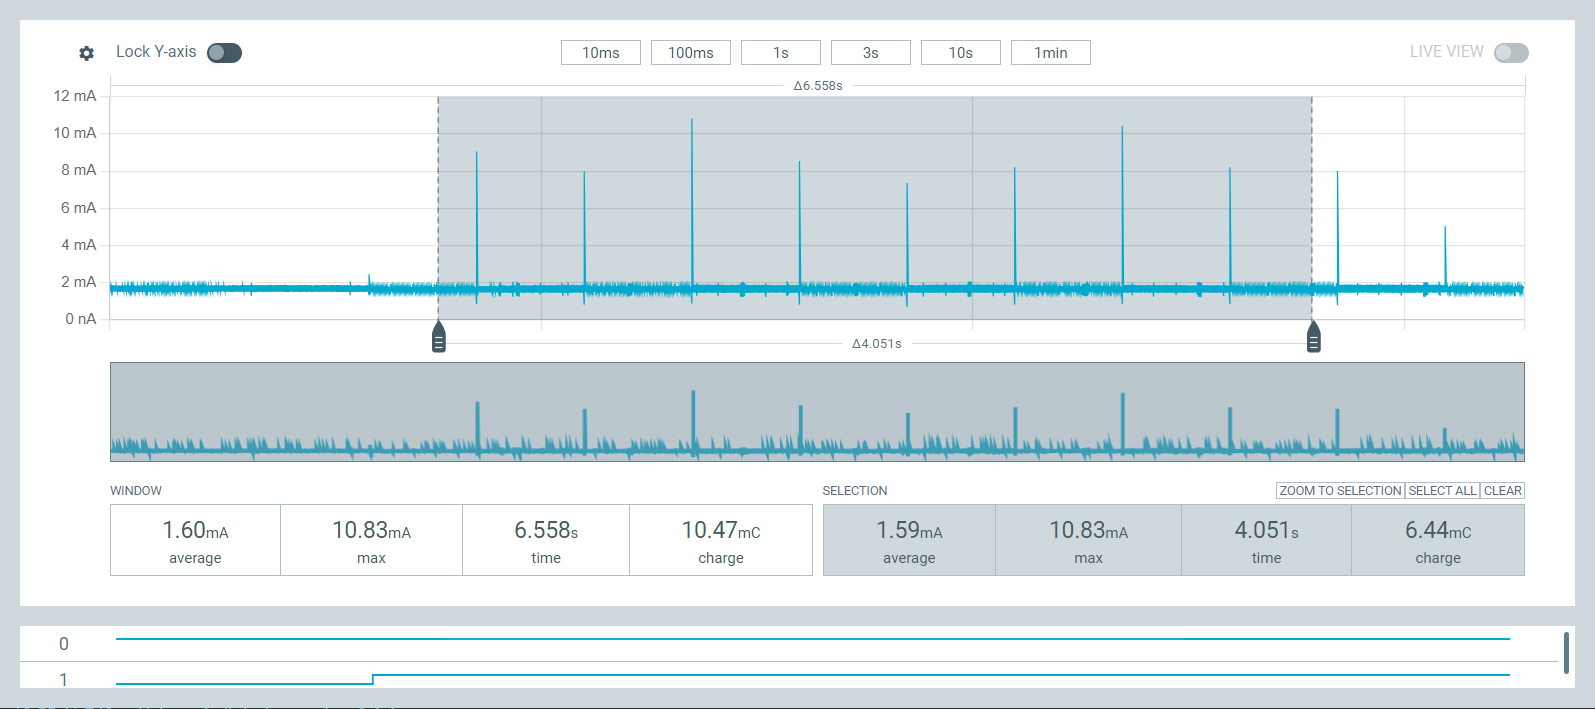 Lock Y-axis
10ms 100ms 1s 3s 10s 1min
LIVE VIEW
Δ6.558s
12 mA
10 mA
8 mA
6 mA
4 mA
2 mA
0 nA
Δ4.051s
WINDOW
1.60mA 10.83mA 6.558s 10.47mC
average max time charge
SELECTION
ZOOM TO SELECTION SELECT ALL CLEAR
1.59mA 10.83mA 4.051s 6.44mC
average max time charge
0
1